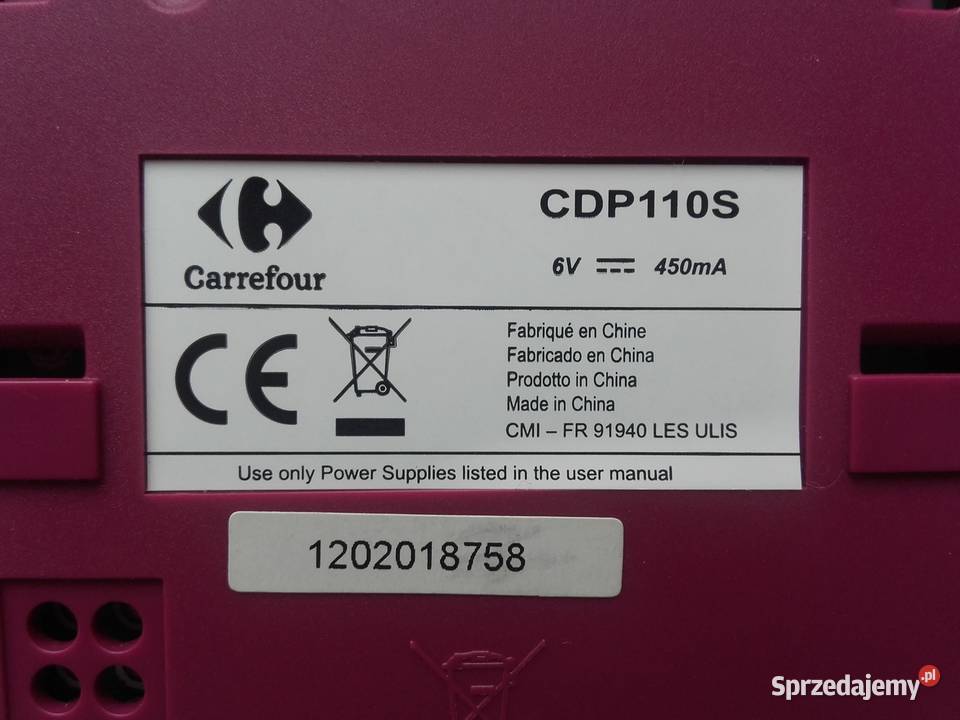 Carrefour
CDP110S
6V 450mA
CE
Fabriqué en Chine
Fabricado en China
Prodotto in China
Made in China
CMI – FR 91940 LES ULIS
Use only Power Supplies listed in the user manual
1202018758
Sprzedajemy.pl